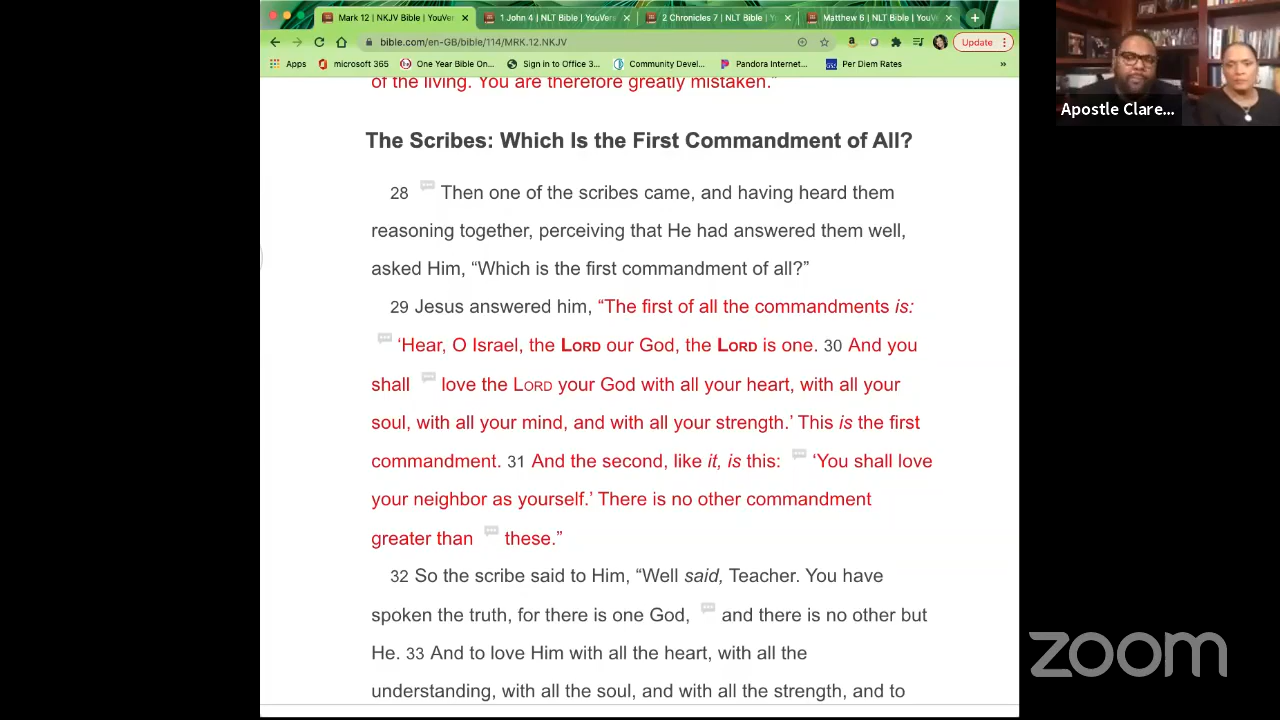 Mark 12 | NKJV Bible | YouVer
1 John 4 | NLT Bible | YouVers
2 Chronicles 7 | NLT Bible | Y
Matthew 6 | NLT Bible | YouV
bible.com/en-GB/bible/114/MRK.12.NKJV
Update
Apps
microsoft 365
One Year Bible On...
Sign in to Office 3...
Community Devel...
Pandora Internet...
Per Diem Rates
»
of the living. You are therefore greatly mistaken.”
The Scribes: Which Is the First Commandment of All?
28 Then one of the scribes came, and having heard them
reasoning together, perceiving that He had answered them well,
asked Him, “Which is the first commandment of all?”
29 Jesus answered him, “The first of all the commandments is:
‘Hear, O Israel, the LORD our God, the LORD is one. 30 And you
shall love the LORD your God with all your heart, with all your
soul, with all your mind, and with all your strength.’ This is the first
commandment. 31 And the second, like it, is this: ‘You shall love
your neighbor as yourself.’ There is no other commandment
greater than these.”
32 So the scribe said to Him, “Well said, Teacher. You have
spoken the truth, for there is one God, and there is no other but
He. 33 And to love Him with all the heart, with all the
understanding, with all the soul, and with all the strength, and to
Apostle Clare...
zoom